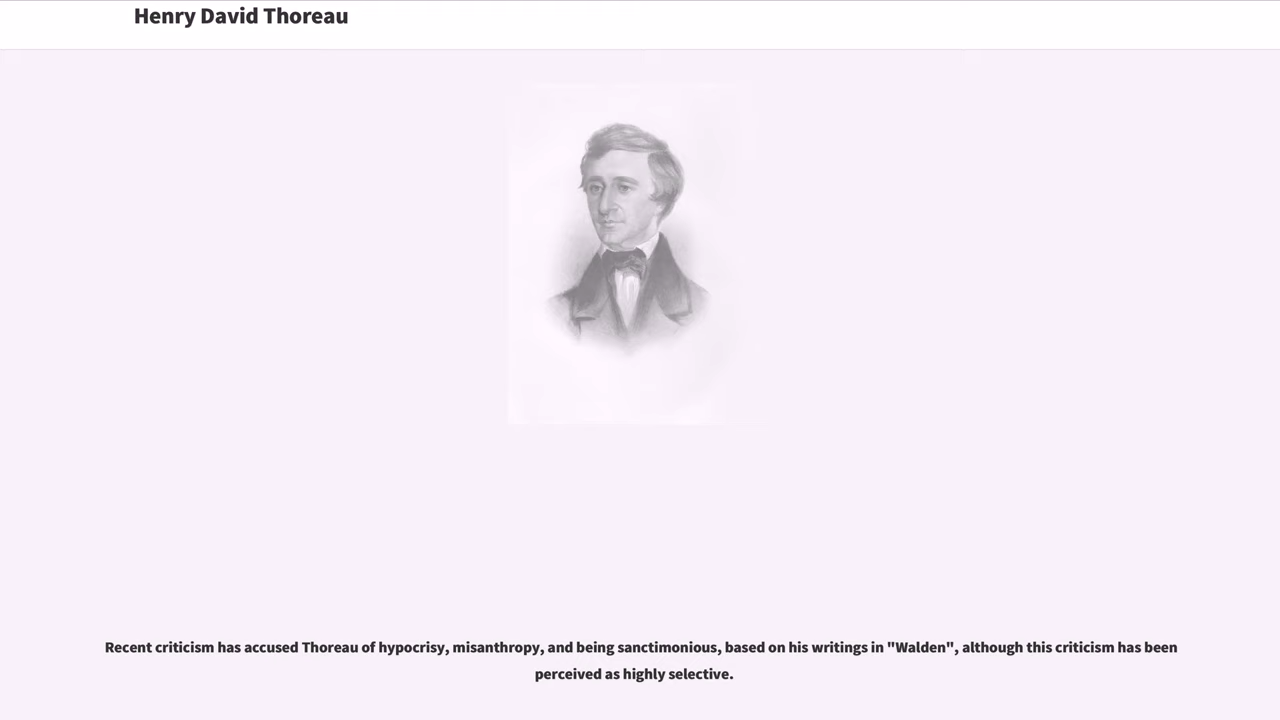 Henry David Thoreau
Recent criticism has accused Thoreau of hypocrisy, misanthropy, and being sanctimonious, based on his writings in "Walden", although this criticism has been
perceived as highly selective.